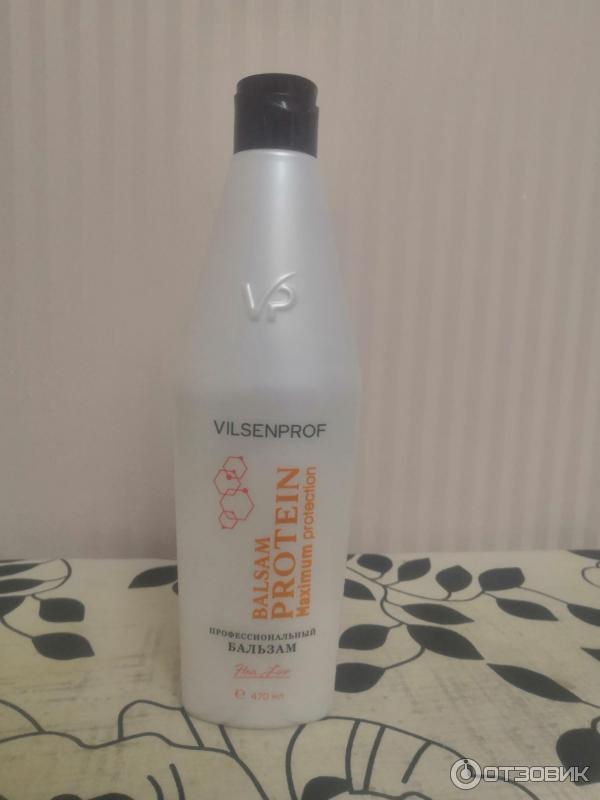 VP
VILSENPROF
BALSAM
PROTEIN
Maximum protection
ПРОФЕССИОНАЛЬНЫЙ
БАЛЬЗАМ
℮ 470 мл
ОТЗОВИК